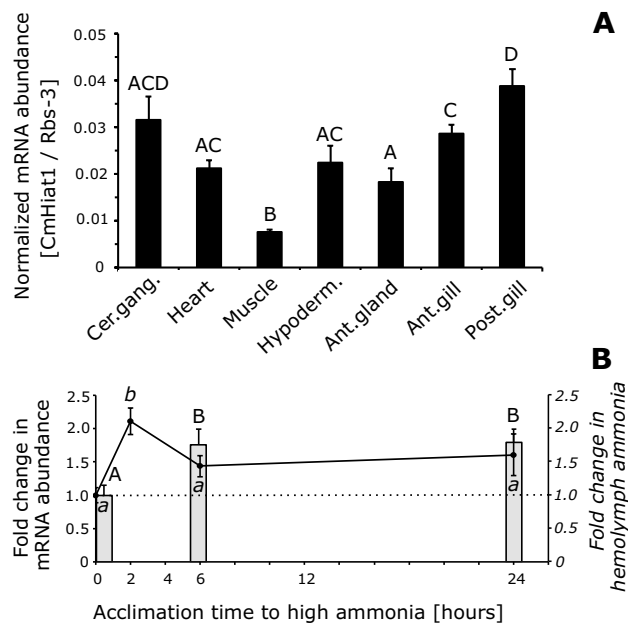 A
Normalized mRNA abundance
[CmHiat1 / Rbs-3]
0.05
0.04
0.03
0.02
0.01
0
ACD
AC
B
AC
A
C
D
Cer.gang.
Heart
Muscle
Hypoderm.
Ant.gland
Ant.gill
Post.gill
B
Fold change in
mRNA abundance
2.5
2.0
1.5
1.0
0.5
0
b
A
a
B
a
B
a
2.5
2.0
1.5
1.0
0.5
0
Fold change in
hemolymph ammonia
0 2 4 6 12 24
Acclimation time to high ammonia [hours]